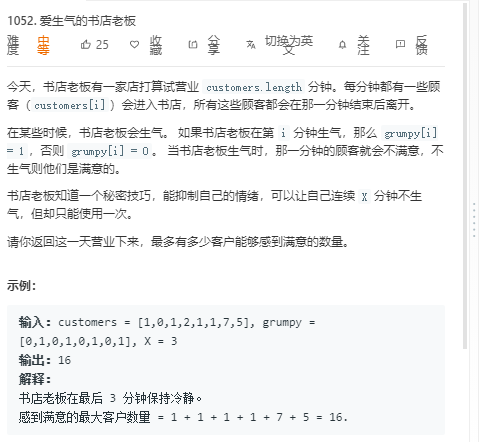 1052. 爱生气的书店老板
难度 中等 25 收藏 分享 切换为英文 关注 反馈
今天，书店老板有一家店打算试营业 customers.length 分钟。每分钟都有一些顾
客（customers[i]）会进入书店，所有这些顾客都会在那一分钟结束后离开。
在某些时候，书店老板会生气。 如果书店老板在第 i 分钟生气，那么 grumpy[i]
= 1，否则 grumpy[i] = 0。 当书店老板生气时，那一分钟的顾客就会不满意，不
生气则他们是满意的。
书店老板知道一个秘密技巧，能抑制自己的情绪，可以让自己连续 X 分钟不生
气，但却只能使用一次。
请你返回这一天营业下来，最多有多少客户能够感到满意的数量。
示例：
输入：customers = [1,0,1,2,1,1,7,5], grumpy =
[0,1,0,1,0,1,0,1], X = 3
输出：16
解释：
书店老板在最后 3 分钟保持冷静。
感到满意的最大客户数量 = 1 + 1 + 1 + 1 + 7 + 5 = 16.